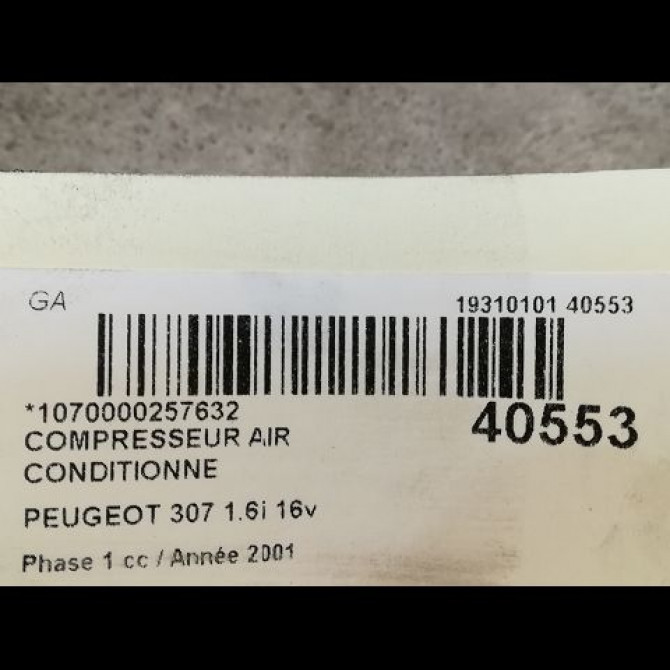 GA
19310101 40553
*1070000257632
40553
COMPRESSEUR AIR
CONDITIONNE
PEUGEOT 307 1.6i 16v
Phase 1 cc / Année 2001